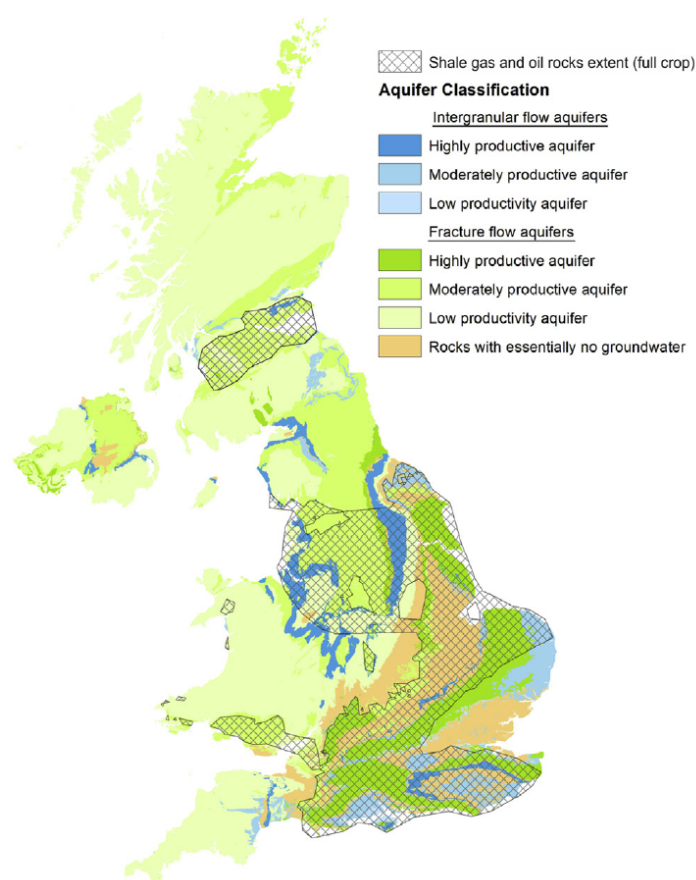 Shale gas and oil rocks extent (full crop)
Aquifer Classification
Intergranular flow aquifers
Highly productive aquifer
Moderately productive aquifer
Low productivity aquifer
Fracture flow aquifers
Highly productive aquifer
Moderately productive aquifer
Low productivity aquifer
Rocks with essentially no groundwater